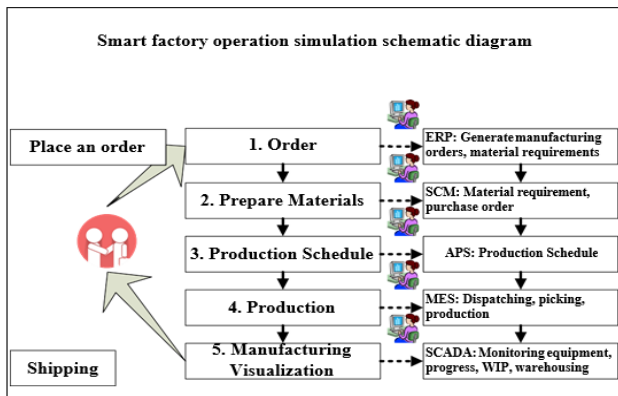 Smart factory operation simulation schematic diagram
Place an order
1. Order
ERP: Generate manufacturing
orders, material requirements
2. Prepare Materials
SCM: Material requirement,
purchase order
3. Production Schedule
APS: Production Schedule
4. Production
MES: Dispatching, picking,
production
5. Manufacturing
Visualization
SCADA: Monitoring equipment,
progress, WIP, warehousing
Shipping